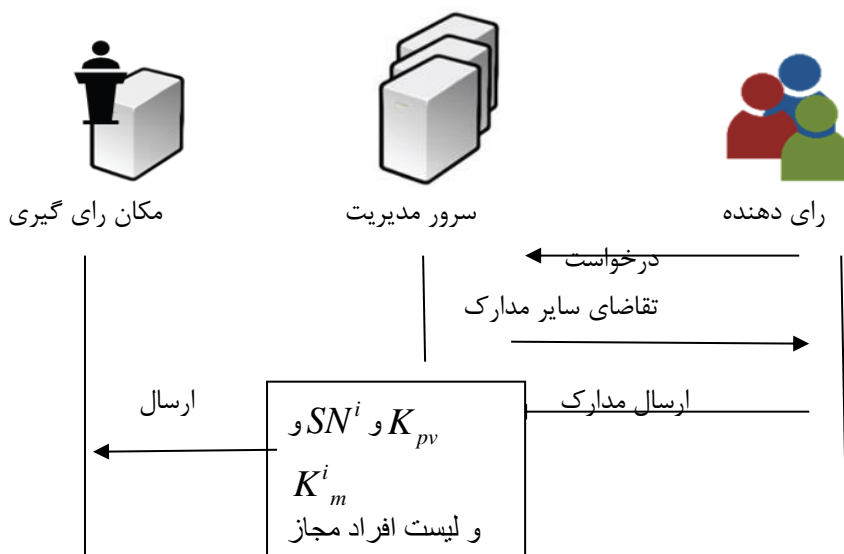 رای دهنده
سرور مدیریت
مکان رای گیری
درخواست
تقاضای سایر مدارک
ارسال مدارک
ارسال
K_{pv} و SN^i و
K^i_m
و لیست افراد مجاز